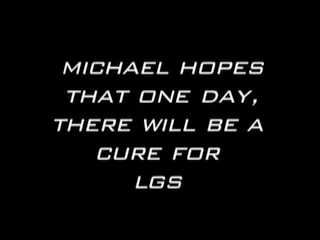 MICHAEL HOPES
THAT ONE DAY,
THERE WILL BE A
CURE FOR
LGS